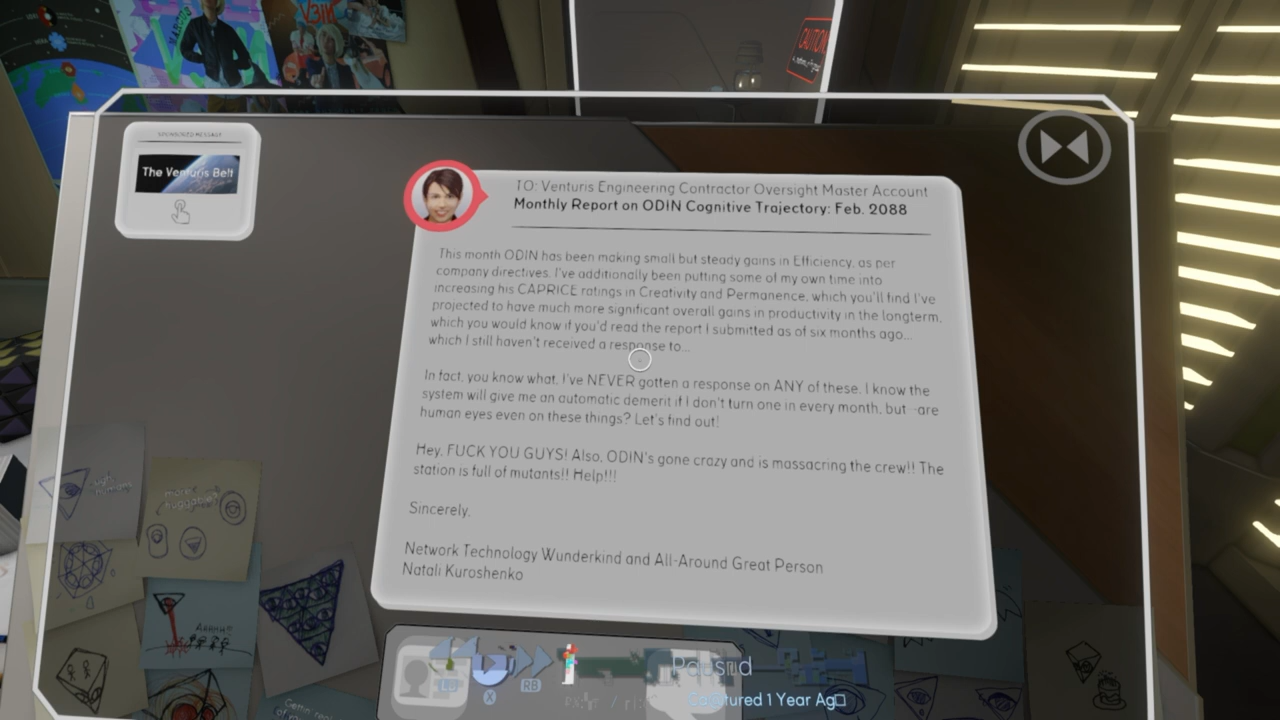 CAUTION
SPONSORED MESSAGE
The Venturis Belt
TO: Venturis Engineering Contractor Oversight Master Account
Monthly Report on ODIN Cognitive Trajectory: Feb. 2088
This month ODIN has been making small but steady gains in Efficiency, as per
company directives. I've additionally been putting some of my own time into
increasing his CAPRICE ratings in Creativity and Permanence, which you'll find I've
projected to have much more significant overall gains in productivity in the longterm,
which you would know if you'd read the report I submitted as of six months ago...
which I still haven't received a response to...
In fact, you know what, I've NEVER gotten a response on ANY of these. I know the
system will give me an automatic demerit if I don't turn one in every month, but--are
human eyes even on these things? Let's find out!
Hey, FUCK YOU GUYS! Also, ODIN's gone crazy and is massacring the crew!! The
station is full of mutants!! Help!!!
Sincerely,
Network Technology Wunderkind and All-Around Great Person
Natali Kuroshenko
more huggable?
AHHHH!
LB
X
RB
Paused
Captured 1 Year Ago